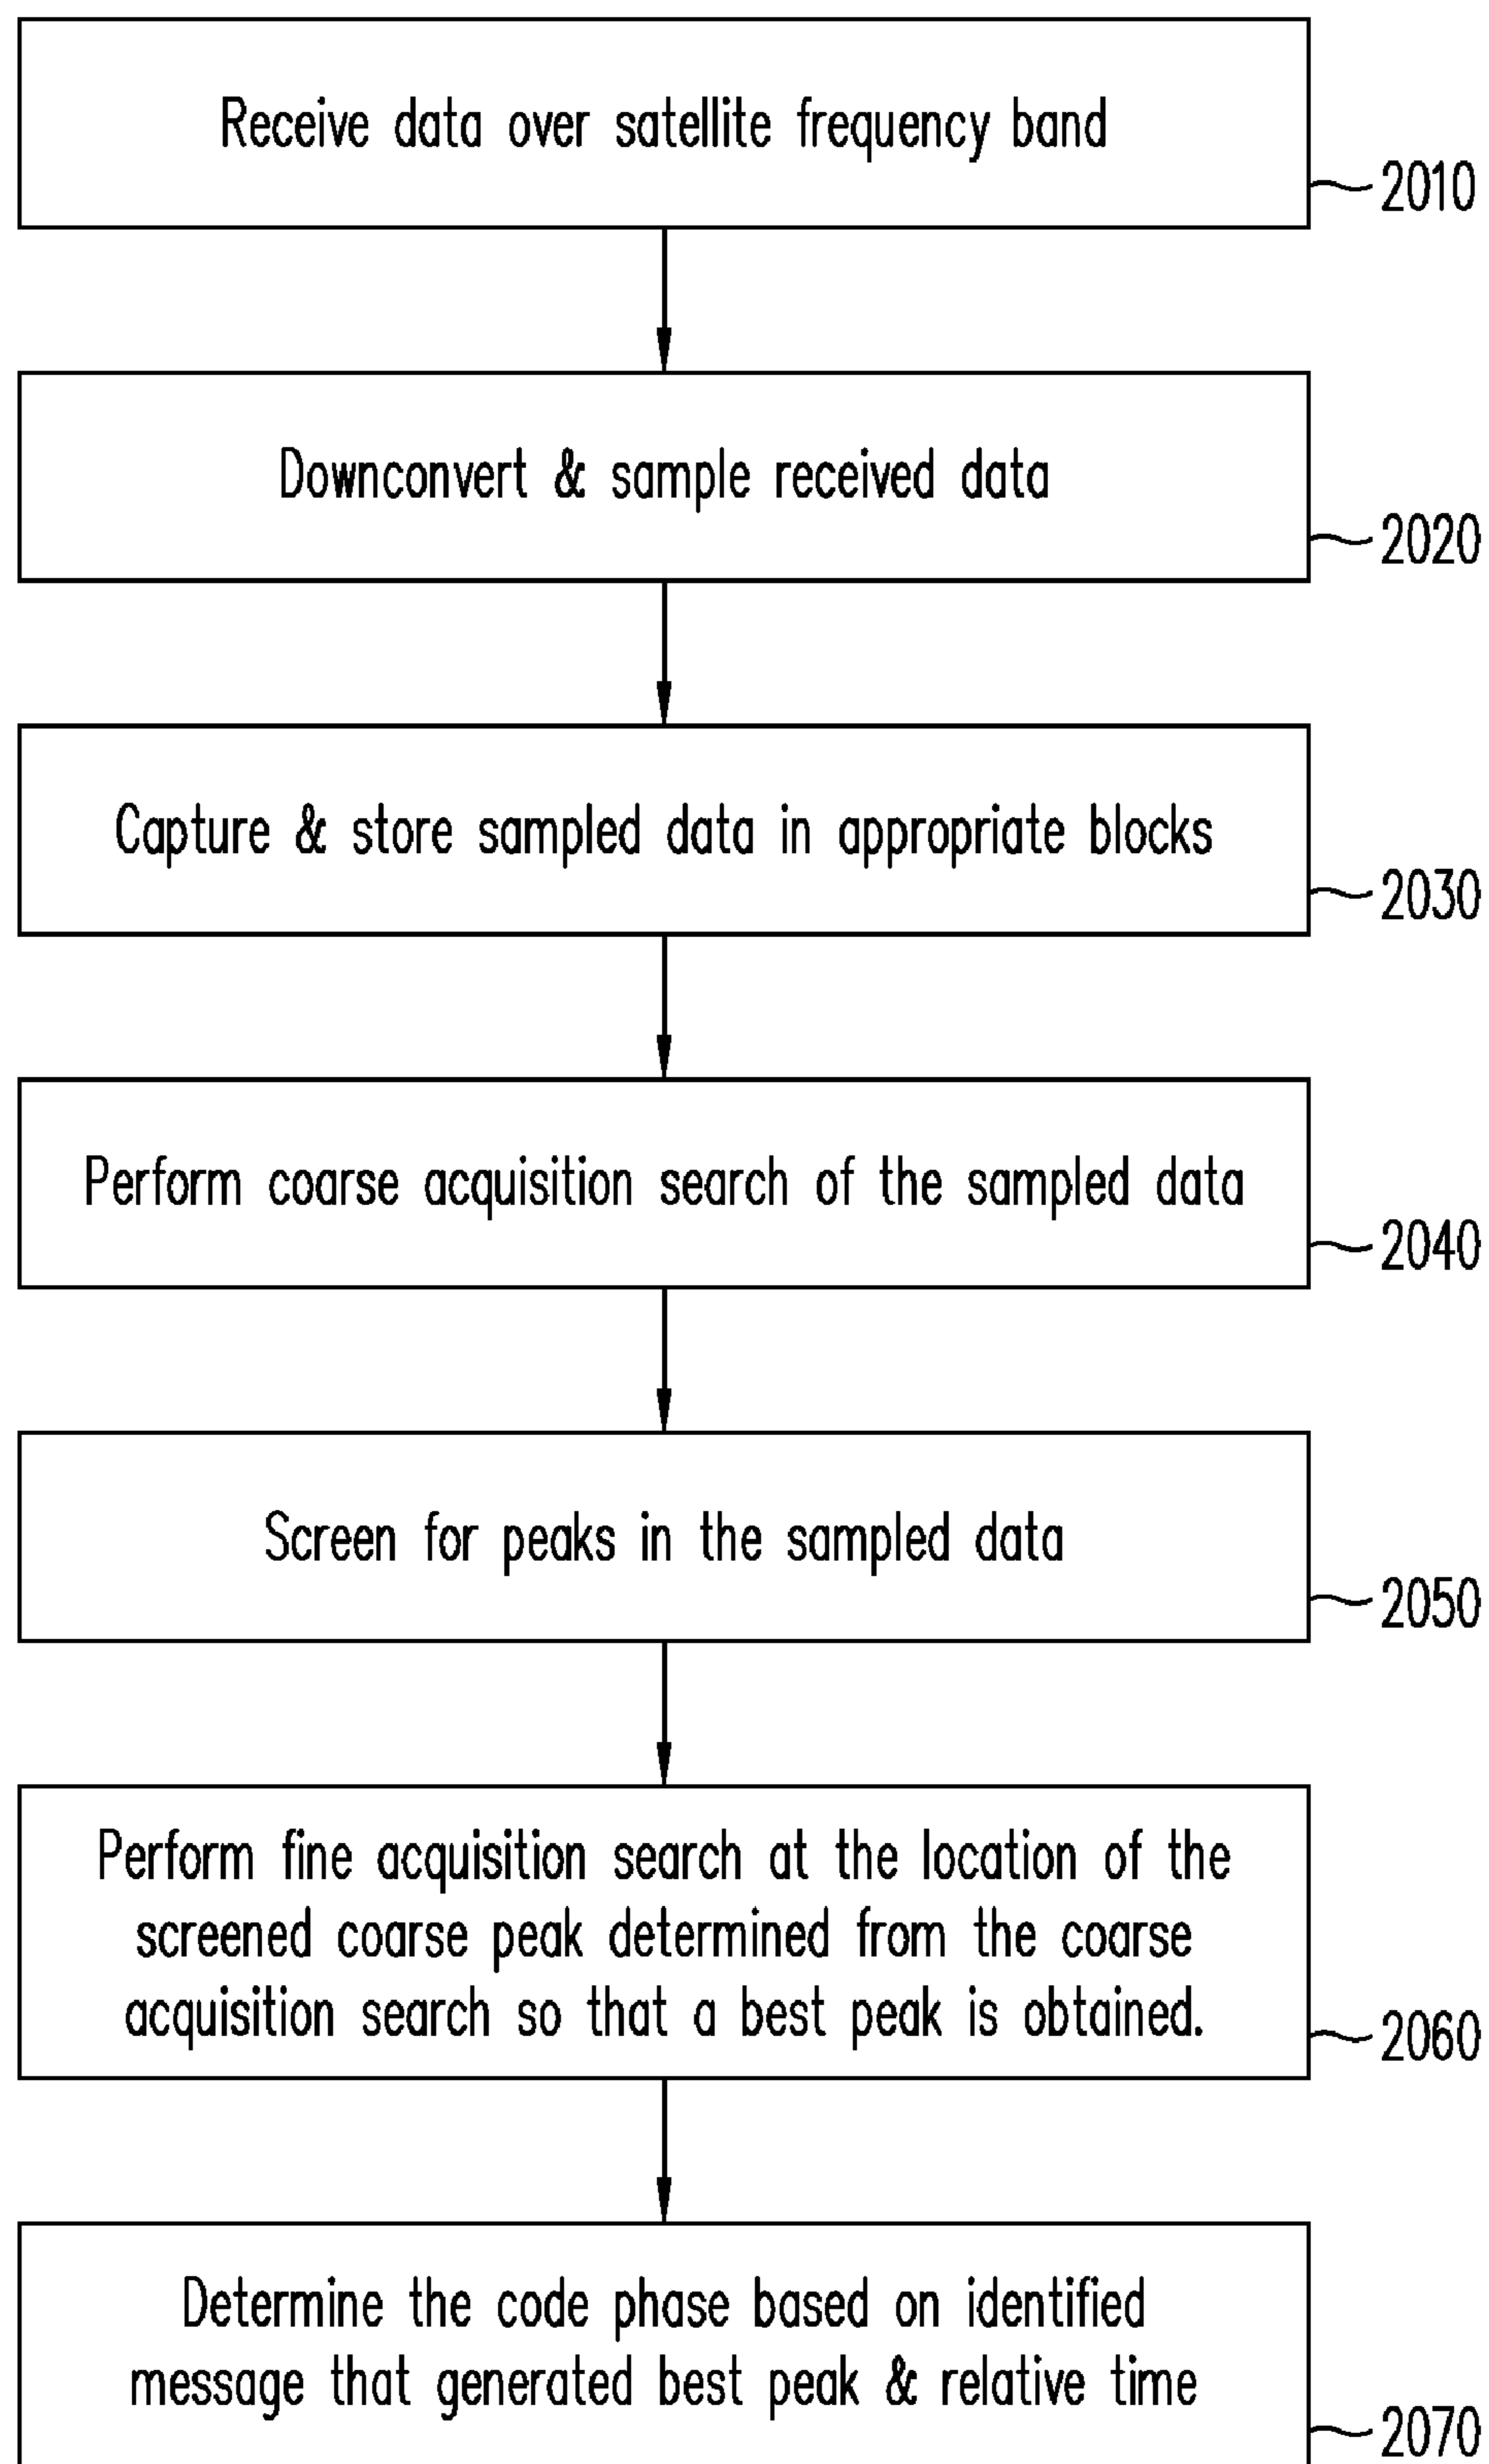 Receive data over satellite frequency band
2010
Downconvert & sample received data
2020
Capture & store sampled data in appropriate blocks
2030
Perform coarse acquisition search of the sampled data
2040
Screen for peaks in the sampled data
2050
Perform fine acquisition search at the location of the
screened coarse peak determined from the coarse
acquisition search so that a best peak is obtained.
2060
Determine the code phase based on identified
message that generated best peak & relative time
2070